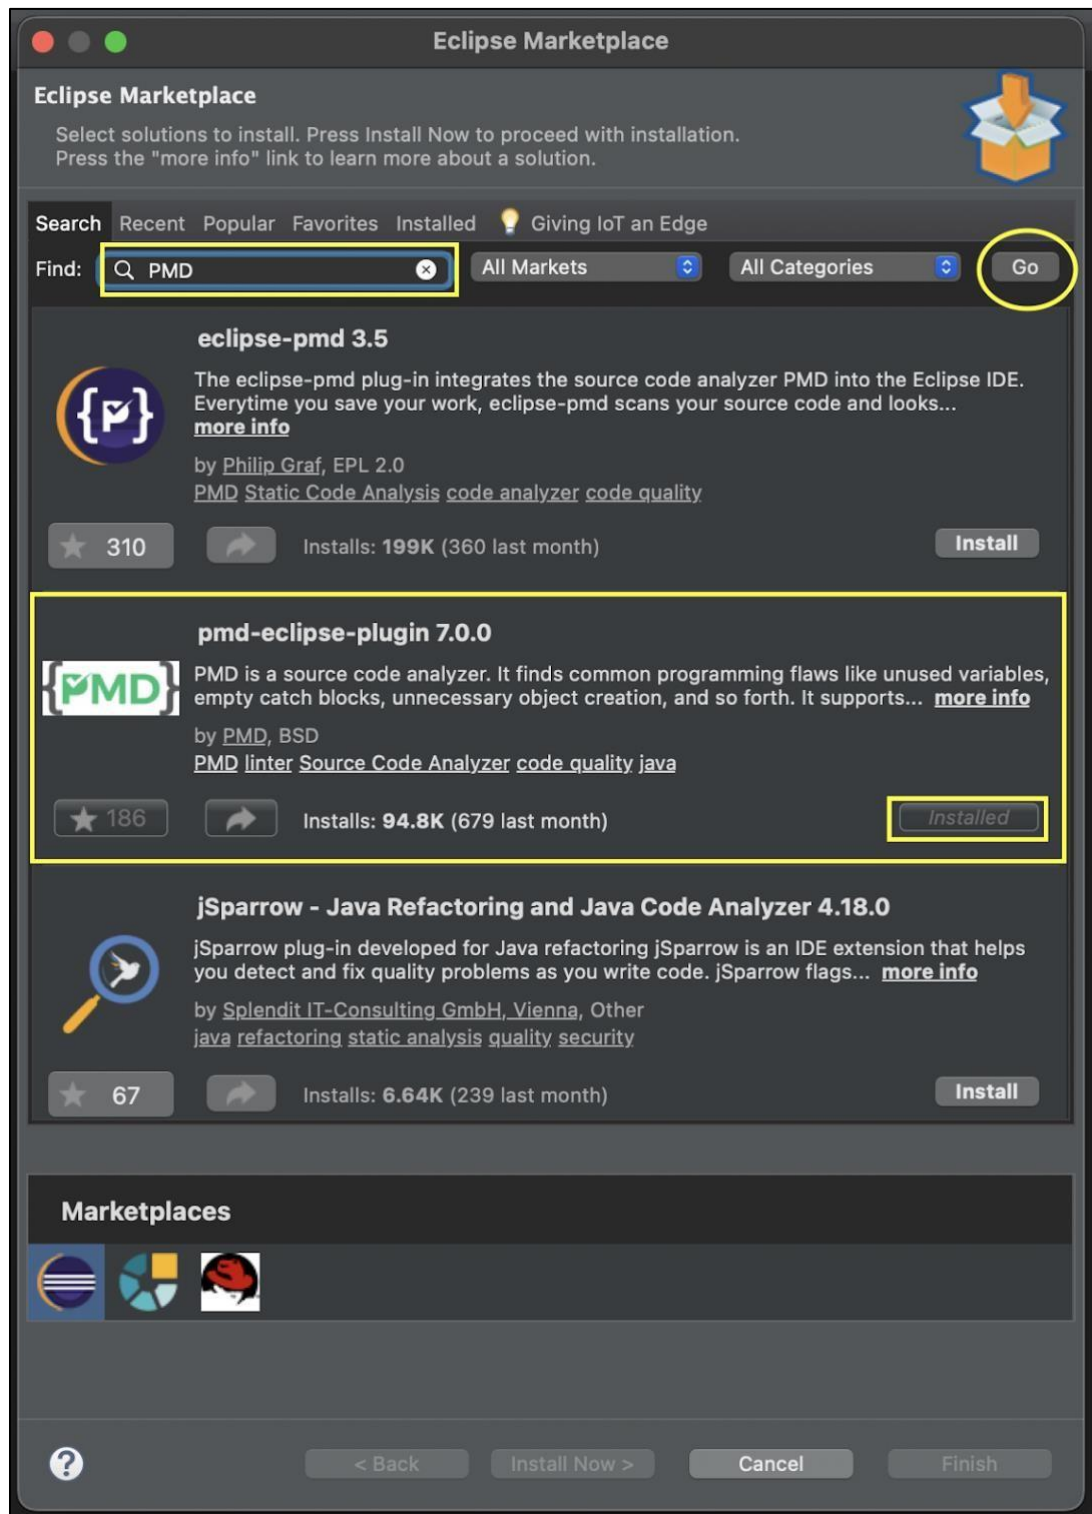 Eclipse Marketplace
Eclipse Marketplace
Select solutions to install. Press Install Now to proceed with installation.
Press the "more info" link to learn more about a solution.
Search Recent Popular Favorites Installed Giving IoT an Edge
Find: PMD All Markets All Categories Go
eclipse-pmd 3.5
The eclipse-pmd plug-in integrates the source code analyzer PMD into the Eclipse IDE.
Everytime you save your work, eclipse-pmd scans your source code and looks...
more info
by Philip Graf, EPL 2.0
PMD Static Code Analysis code analyzer code quality
310 Installs: 199K (360 last month) Install
pmd-eclipse-plugin 7.0.0
{PMD}
PMD is a source code analyzer. It finds common programming flaws like unused variables,
empty catch blocks, unnecessary object creation, and so forth. It supports... more info
by PMD, BSD
PMD linter Source Code Analyzer code quality java
186 Installs: 94.8K (679 last month) Installed
jSparrow - Java Refactoring and Java Code Analyzer 4.18.0
jSparrow plug-in developed for Java refactoring jSparrow is an IDE extension that helps
you detect and fix quality problems as you write code. jSparrow flags... more info
by Splendit IT-Consulting GmbH, Vienna, Other
java refactoring static analysis quality security
67 Installs: 6.64K (239 last month) Install
Marketplaces
? < Back Install Now > Cancel Finish